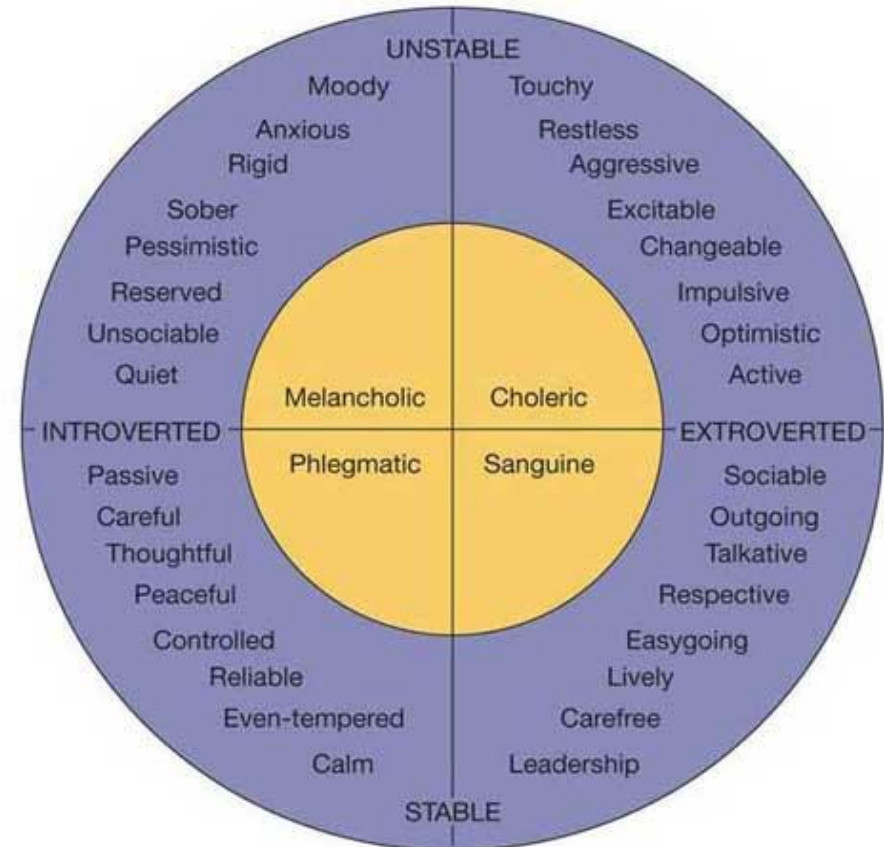 UNSTABLE
Moody
Touchy
Anxious
Restless
Rigid
Aggressive
Sober
Excitable
Pessimistic
Changeable
Reserved
Impulsive
Unsociable
Optimistic
Quiet
Active
Melancholic
Choleric
INTROVERTED
EXTROVERTED
Phlegmatic
Sanguine
Passive
Sociable
Careful
Outgoing
Thoughtful
Talkative
Peaceful
Respective
Controlled
Easygoing
Reliable
Lively
Even-tempered
Carefree
Calm
Leadership
STABLE